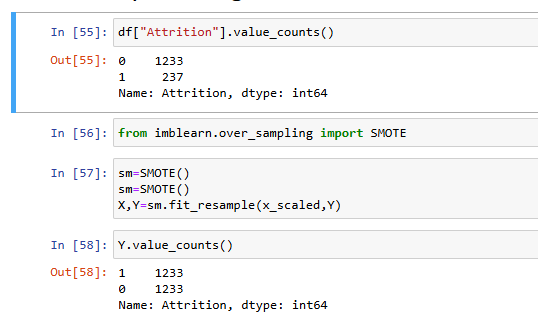 In [55]: df["Attrition"].value_counts()
Out[55]: 0    1233
1     237
Name: Attrition, dtype: int64
In [56]: from imblearn.over_sampling import SMOTE
In [57]: sm=SMOTE()
sm=SMOTE()
X,Y=sm.fit_resample(x_scaled,Y)
In [58]: Y.value_counts()
Out[58]: 1    1233
0    1233
Name: Attrition, dtype: int64